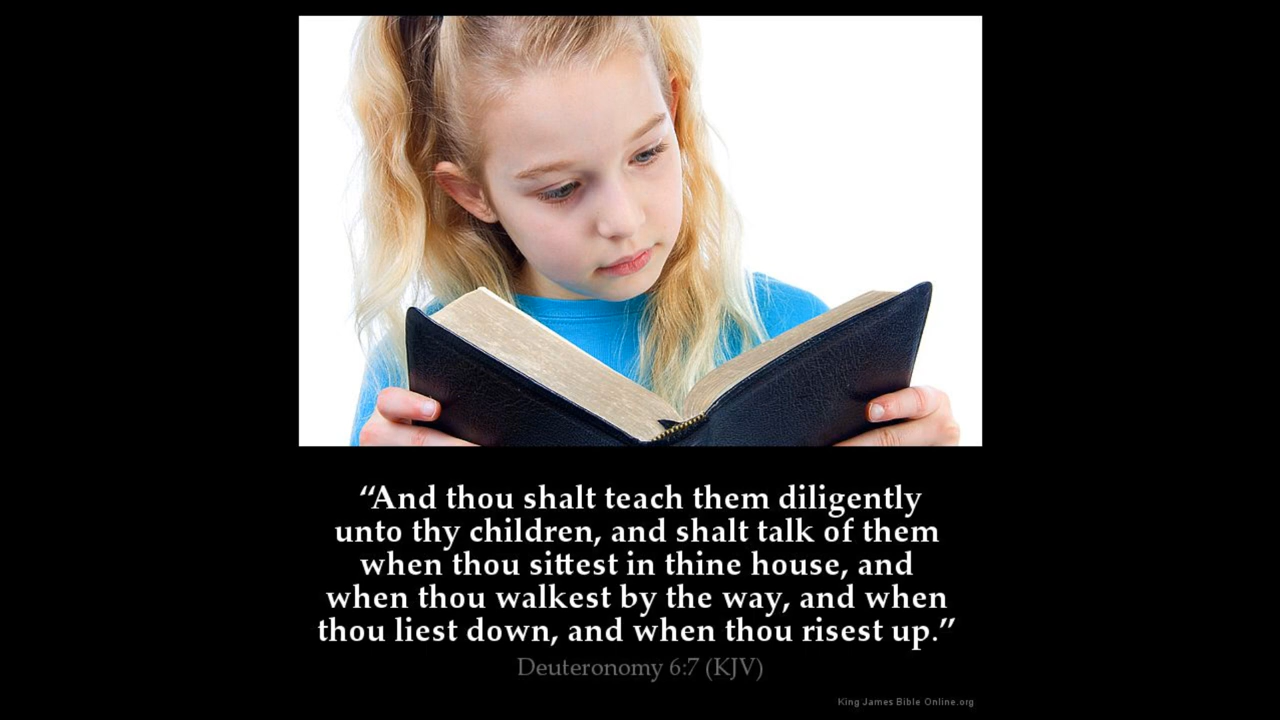 “And thou shalt teach them diligently
unto thy children, and shalt talk of them
when thou sittest in thine house, and
when thou walkest by the way, and when
thou liest down, and when thou risest up.”
Deuteronomy 6:7 (KJV)
King James Bible Online.org